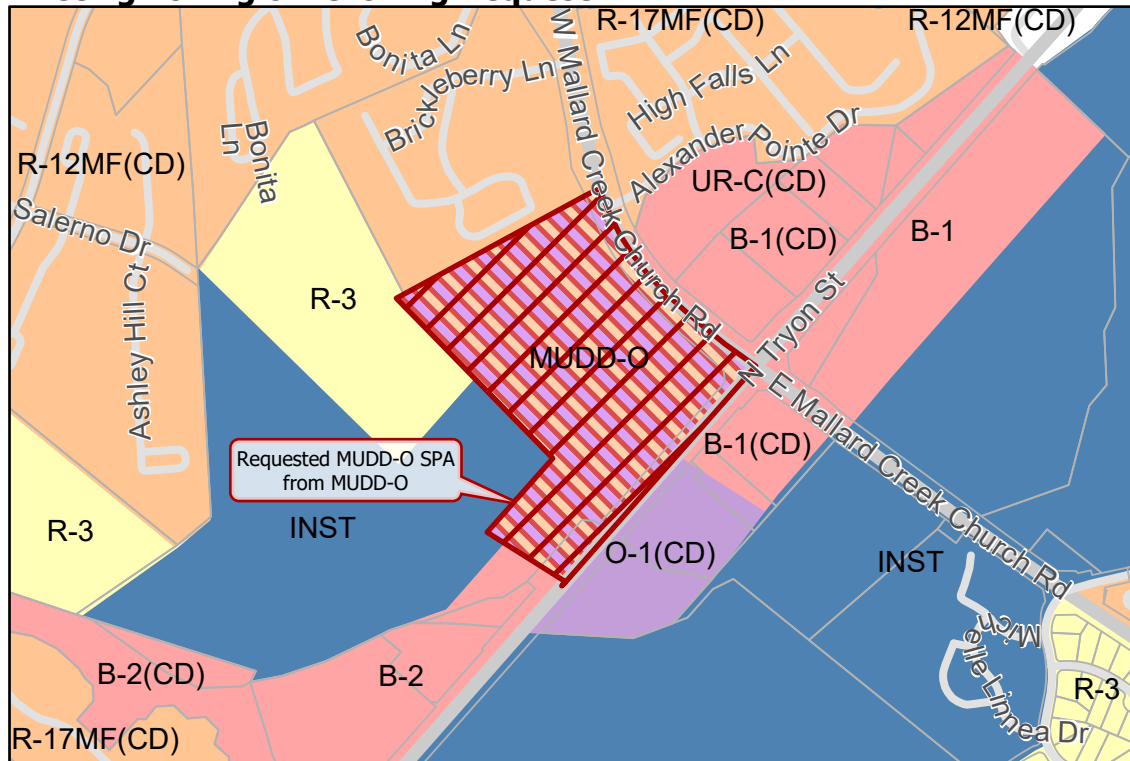 R-17MF(CD)
R-12MF(CD)
Bonita Ln
W Mallard Creek Church Rd
Brickleberry Ln
High Falls Ln
Bonita
Ln
Alexander Pointe Dr
R-12MF(CD)
UR-C(CD)
Salerno Dr
B-1(CD)
B-1
Ashley Hill Ct
R-3
N Tryon St
MUDD-O
E Mallard Creek Church Rd
B-1(CD)
Requested MUDD-O SPA
from MUDD-O
INST
R-3
O-1(CD)
INST
Michelle Linnea Dr
B-2(CD)
B-2
R-3
R-17MF(CD)